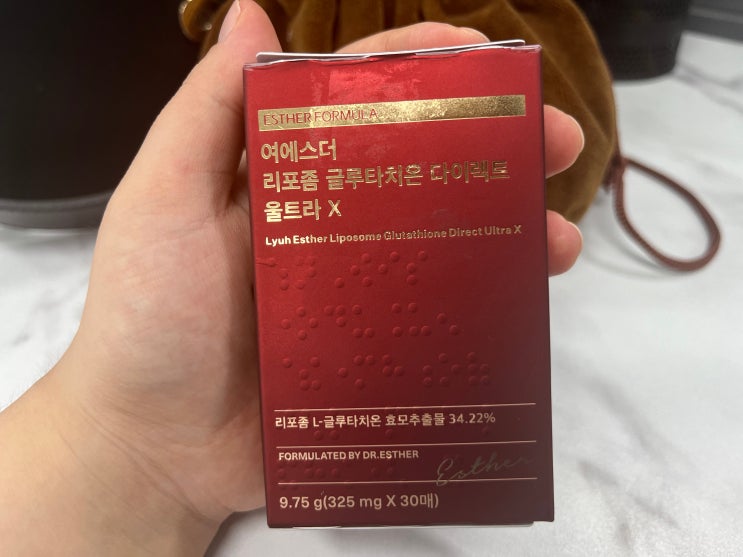 ESTHER FORMULA
여에스더
리포좀 글루타치온 다이렉트
울트라 X
Lyuh Esther Liposome Glutathione Direct Ultra X
리포좀 L-글루타치온 효모추출물 34.22%
FORMULATED BY DR.ESTHER
Esther
9.75 g(325 mg X 30매)